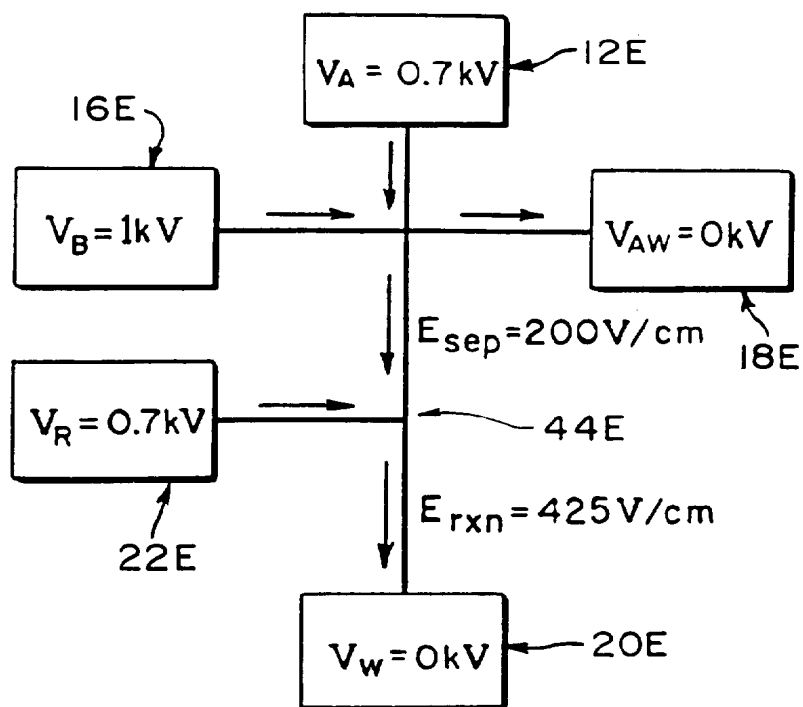 V_A = 0.7kV
12E
16E
V_B = 1kV
V_AW = 0kV
18E
E_sep = 200V/cm
V_R = 0.7kV
44E
22E
E_rxn = 425V/cm
V_W = 0kV
20E